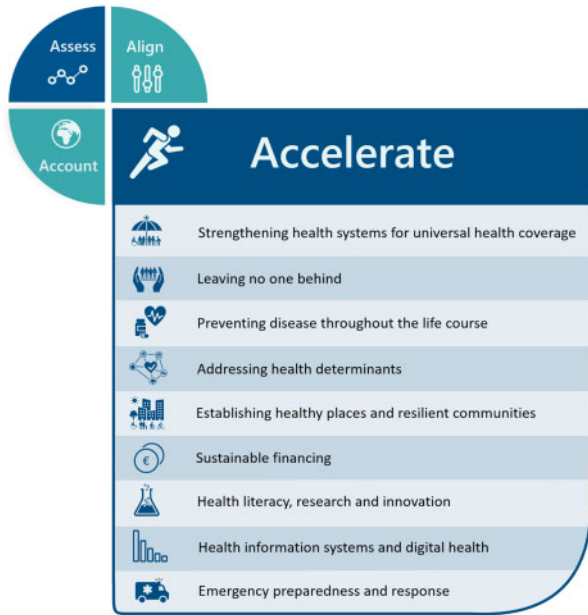 Assess
Align
Account
Accelerate
Strengthening health systems for universal health coverage
Leaving no one behind
Preventing disease throughout the life course
Addressing health determinants
Establishing healthy places and resilient communities
€
Sustainable financing
Health literacy, research and innovation
Health information systems and digital health
Emergency preparedness and response